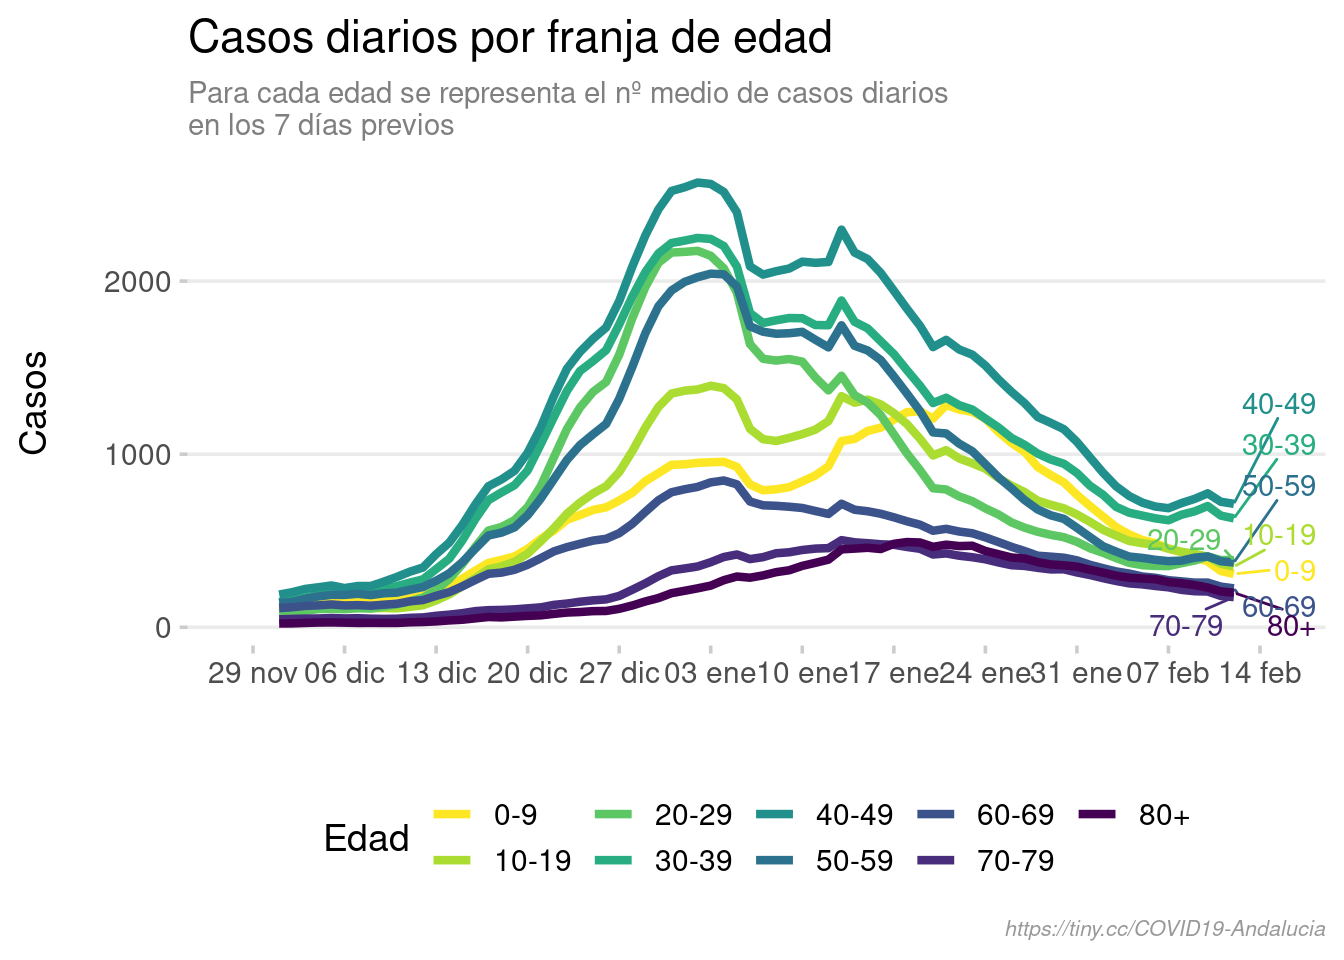 Casos diarios por franja de edad
Para cada edad se representa el nº medio de casos diarios
en los 7 días previos
Casos
2000
1000
0
40-49
30-39
50-59
10-19
20-29
0-9
60-69
70-79
80+
29 nov 06 dic 13 dic 20 dic 27 dic 03 ene 10 ene 17 ene 24 ene 31 ene 07 feb 14 feb
Edad
0-9 20-29 40-49 60-69 80+
10-19 30-39 50-59 70-79
https://tiny.cc/COVID19-Andalucia